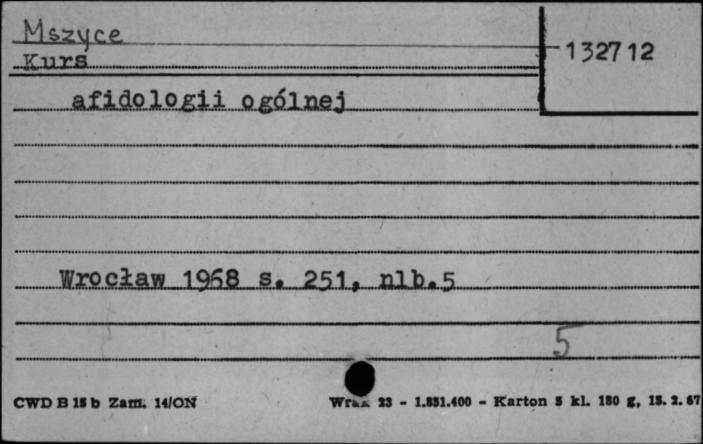 Mszyce
132712
Kurs
afidologii ogólnej
Wrocław 1968 s. 251, nlb.5
5
CWD B 15 b Zam. 14/ON
23 - 1.851.400 - Karton 5 kl. 180 g, 15. 2. 67